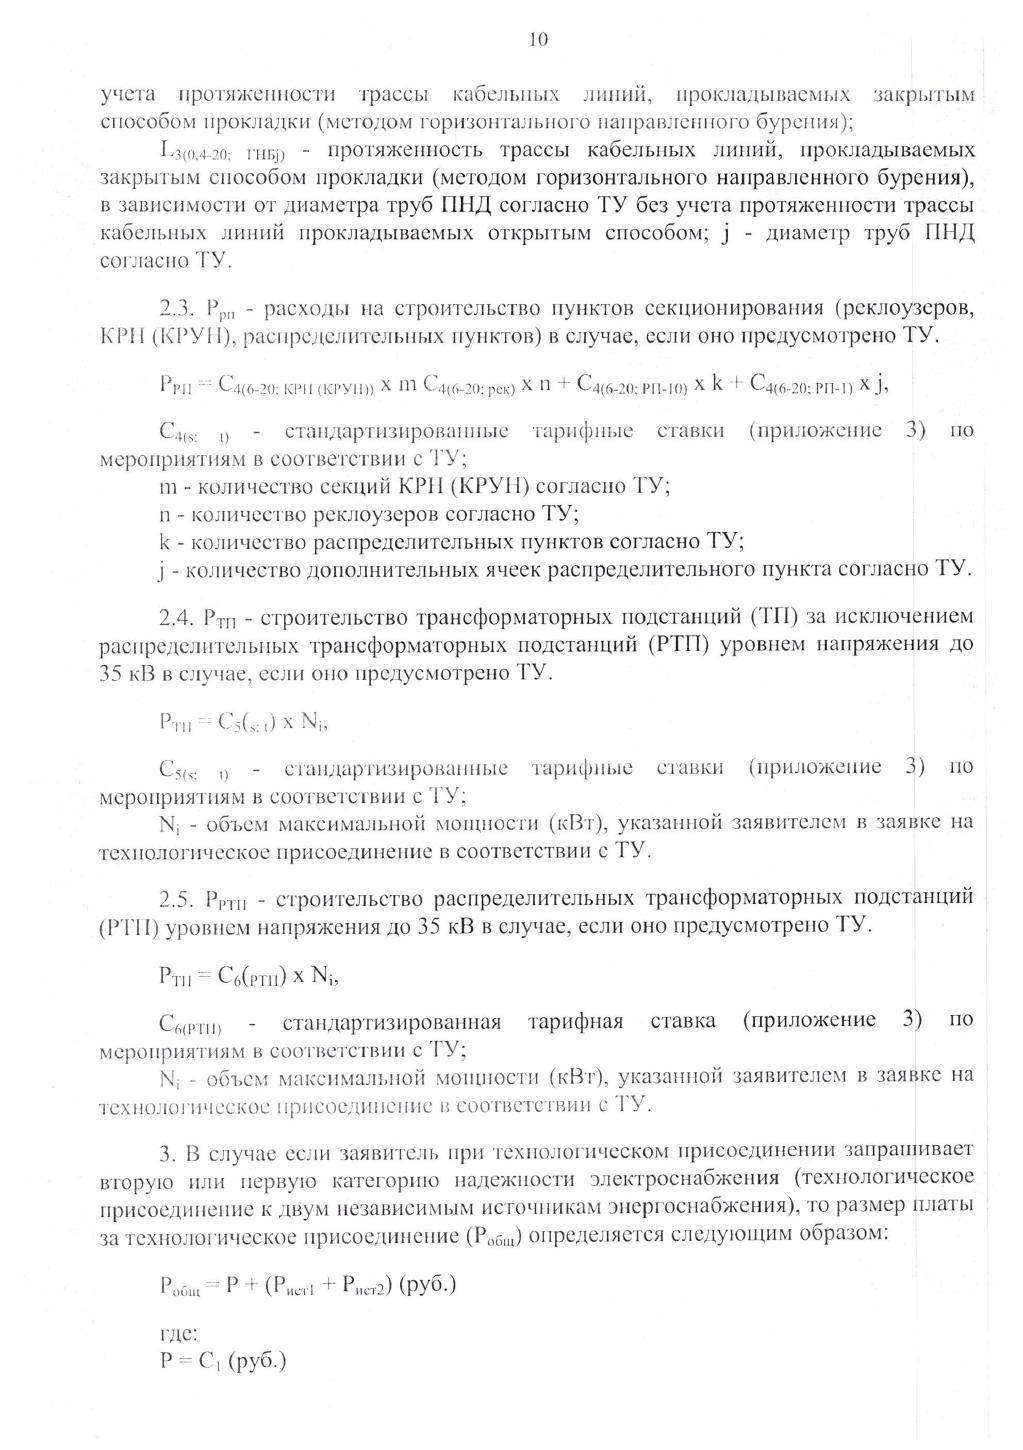 10
учета протяженности трассы кабельных линий, прокладываемых закрытым
способом прокладки (методом горизонтального направленного бурения);
L3(0,4-20; ГНБj) - протяженность трассы кабельных линий, прокладываемых
закрытым способом прокладки (методом горизонтального направленного бурения),
в зависимости от диаметра труб ПНД согласно ТУ без учета протяженности трассы
кабельных линий прокладываемых открытым способом; j - диаметр труб ПНД
согласно ТУ.
2.3. Pрп - расходы на строительство пунктов секционирования (реклоузеров,
КРН (КРУН), распределительных пунктов) в случае, если оно предусмотрено ТУ.
PРП = C4(6-20; КРН (КРУН)) x m C4(6-20; рек) x n + C4(6-20; РП-10) x k + C4(6-20; РП-1) x j,
C4(s; t) - стандартизированные тарифные ставки (приложение 3) по
мероприятиям в соответствии с ТУ;
m - количество секций КРН (КРУН) согласно ТУ;
n - количество реклоузеров согласно ТУ;
k - количество распределительных пунктов согласно ТУ;
j - количество дополнительных ячеек распределительного пункта согласно ТУ.
2.4. PТП - строительство трансформаторных подстанций (ТП) за исключением
распределительных трансформаторных подстанций (РТП) уровнем напряжения до
35 кВ в случае, если оно предусмотрено ТУ.
PТП = C5(s; t) x Ni,
C5(s; t) - стандартизированные тарифные ставки (приложение 3) по
мероприятиям в соответствии с ТУ;
Ni - объем максимальной мощности (кВт), указанной заявителем в заявке на
технологическое присоединение в соответствии с ТУ.
2.5. PРТП - строительство распределительных трансформаторных подстанций
(РТП) уровнем напряжения до 35 кВ в случае, если оно предусмотрено ТУ.
PТП = C6(РТП) x Ni,
C6(РТП) - стандартизированная тарифная ставка (приложение 3) по
мероприятиям в соответствии с ТУ;
Ni - объем максимальной мощности (кВт), указанной заявителем в заявке на
технологическое присоединение в соответствии с ТУ.
3. В случае если заявитель при технологическом присоединении запрашивает
вторую или первую категорию надежности электроснабжения (технологическое
присоединение к двум независимым источникам энергоснабжения), то размер платы
за технологическое присоединение (Pобщ) определяется следующим образом:
Pобщ = P + (Pист1 + Pист2) (руб.)
где:
P = C1 (руб.)